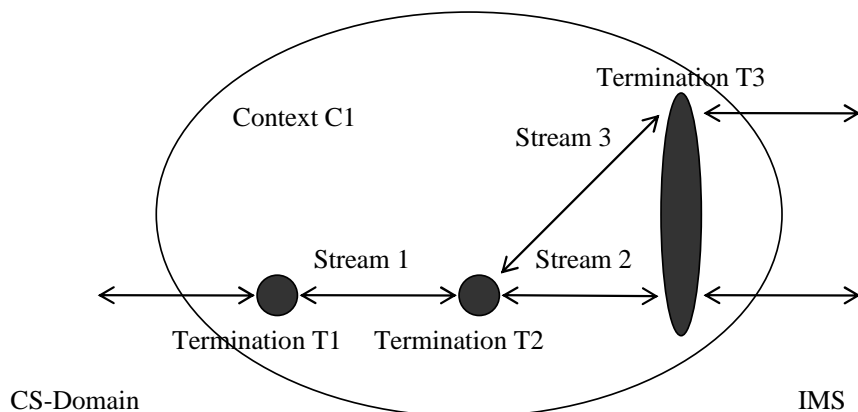 Termination T3
Context C1
Stream 3
Stream 1
Stream 2
Termination T1
Termination T2
CS-Domain
IMS